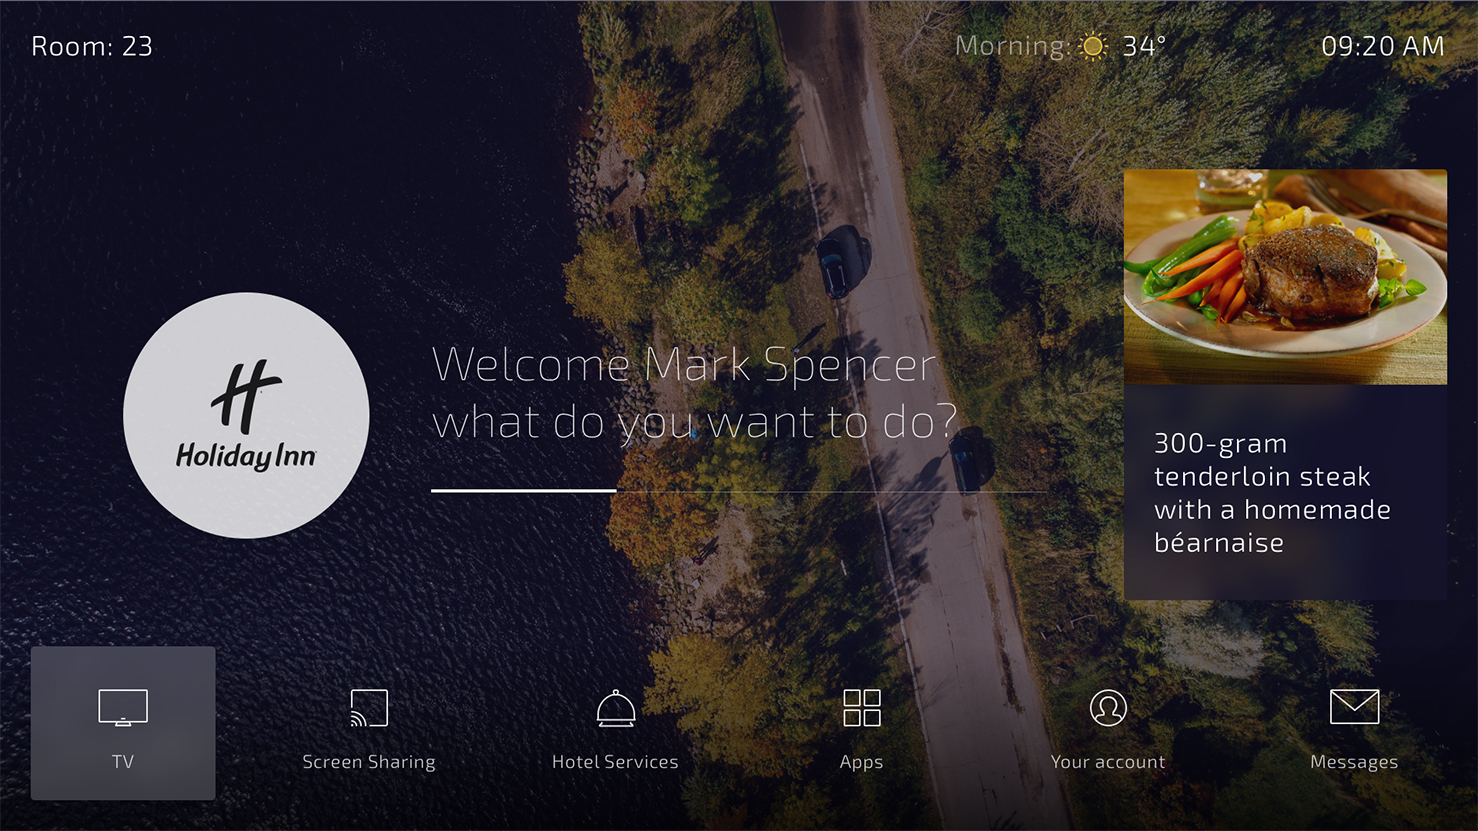 Room: 23
Morning: 34°
09:20 AM
Holiday Inn
Welcome Mark Spencer
what do you want to do?
300-gram
tenderloin steak
with a homemade
béarnaise
TV
Screen Sharing
Hotel Services
Apps
Your account
Messages